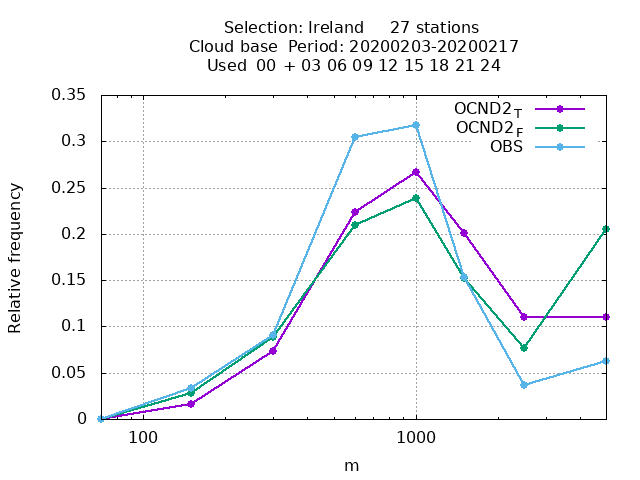 Selection: Ireland     27 stations
Cloud base  Period: 20200203-20200217
Used  00 + 03 06 09 12 15 18 21 24
0.35
0.3
0.25
0.2
0.15
0.1
0.05
0
OCND2 T
OCND2 F
OBS
Relative frequency
100
1000
m